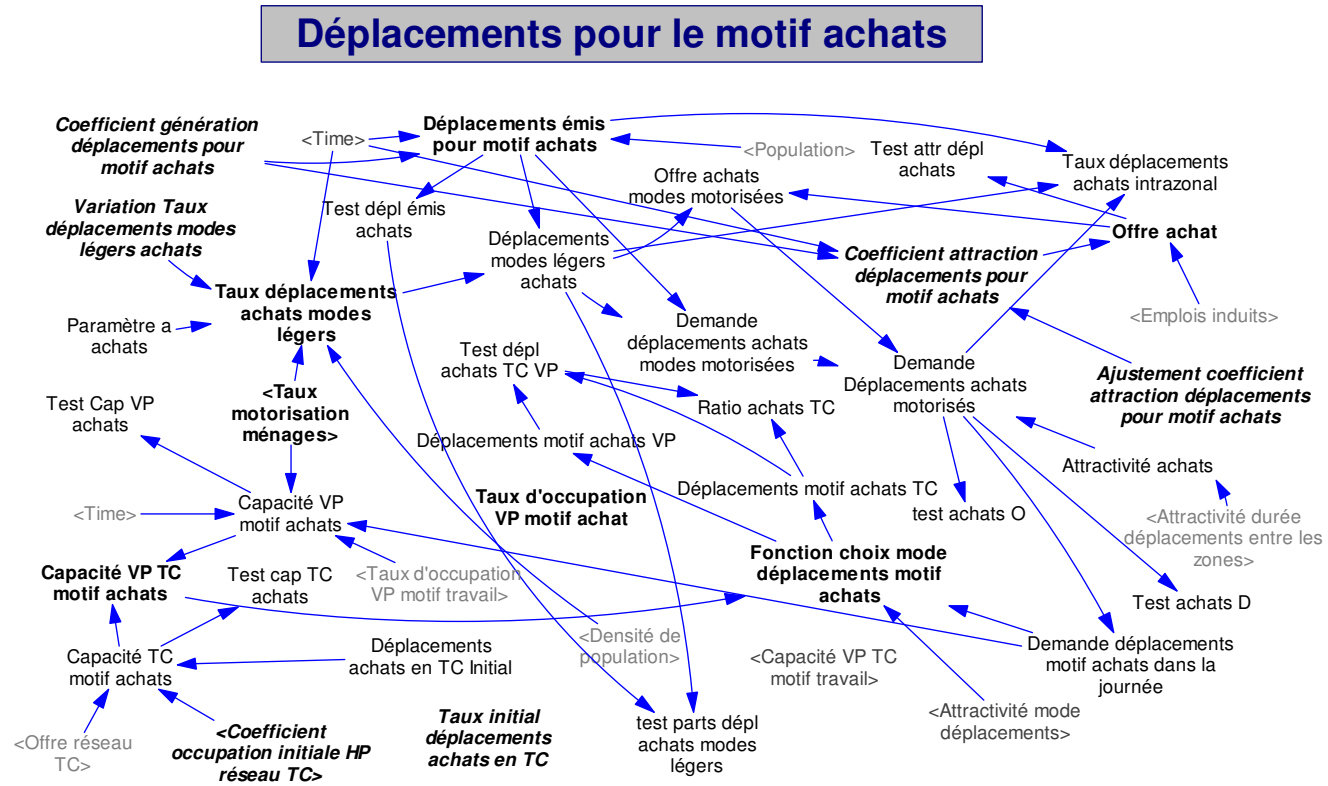 Déplacements pour le motif achats
Coefficient génération
déplacements pour
motif achats
<Time>
Déplacements émis
pour motif achats
<Population>
Test attr dépl
achats
Taux déplacements
achats intrazonal
Offre achats
modes motorisées
Variation Taux
déplacements modes
légers achats
Test dépl émis
achats
Déplacements
modes légers
achats
Offre achat
Coefficient attraction
déplacements pour
motif achats
Taux déplacements
achats modes
légers
Paramètre a
achats
<Emplois induits>
Demande
déplacements achats
modes motorisées
Test dépl
achats TC VP
Demande
Déplacements achats
motorisés
Ajustement coefficient
attraction déplacements
pour motif achats
<Taux
motorisation
ménages>
Test Cap VP
achats
Ratio achats TC
Déplacements motif achats VP
Attractivité achats
Déplacements motif achats TC
Taux d'occupation
VP motif achat
Capacité VP
motif achats
<Time>
test achats O
<Attractivité durée
déplacements entre les
zones>
Fonction choix mode
déplacements motif
achats
Capacité VP TC
motif achats
Test cap TC
achats
<Taux d'occupation
VP motif travail>
Test achats D
<Densité de
population>
Déplacements
achats en TC Initial
Capacité TC
motif achats
<Capacité VP TC
motif travail>
Demande déplacements
motif achats dans la
journée
<Attractivité mode
déplacements>
Taux initial
déplacements
achats en TC
test parts dépl
achats modes
légers
<Offre réseau
TC>
<Coefficient
occupation initiale HP
réseau TC>